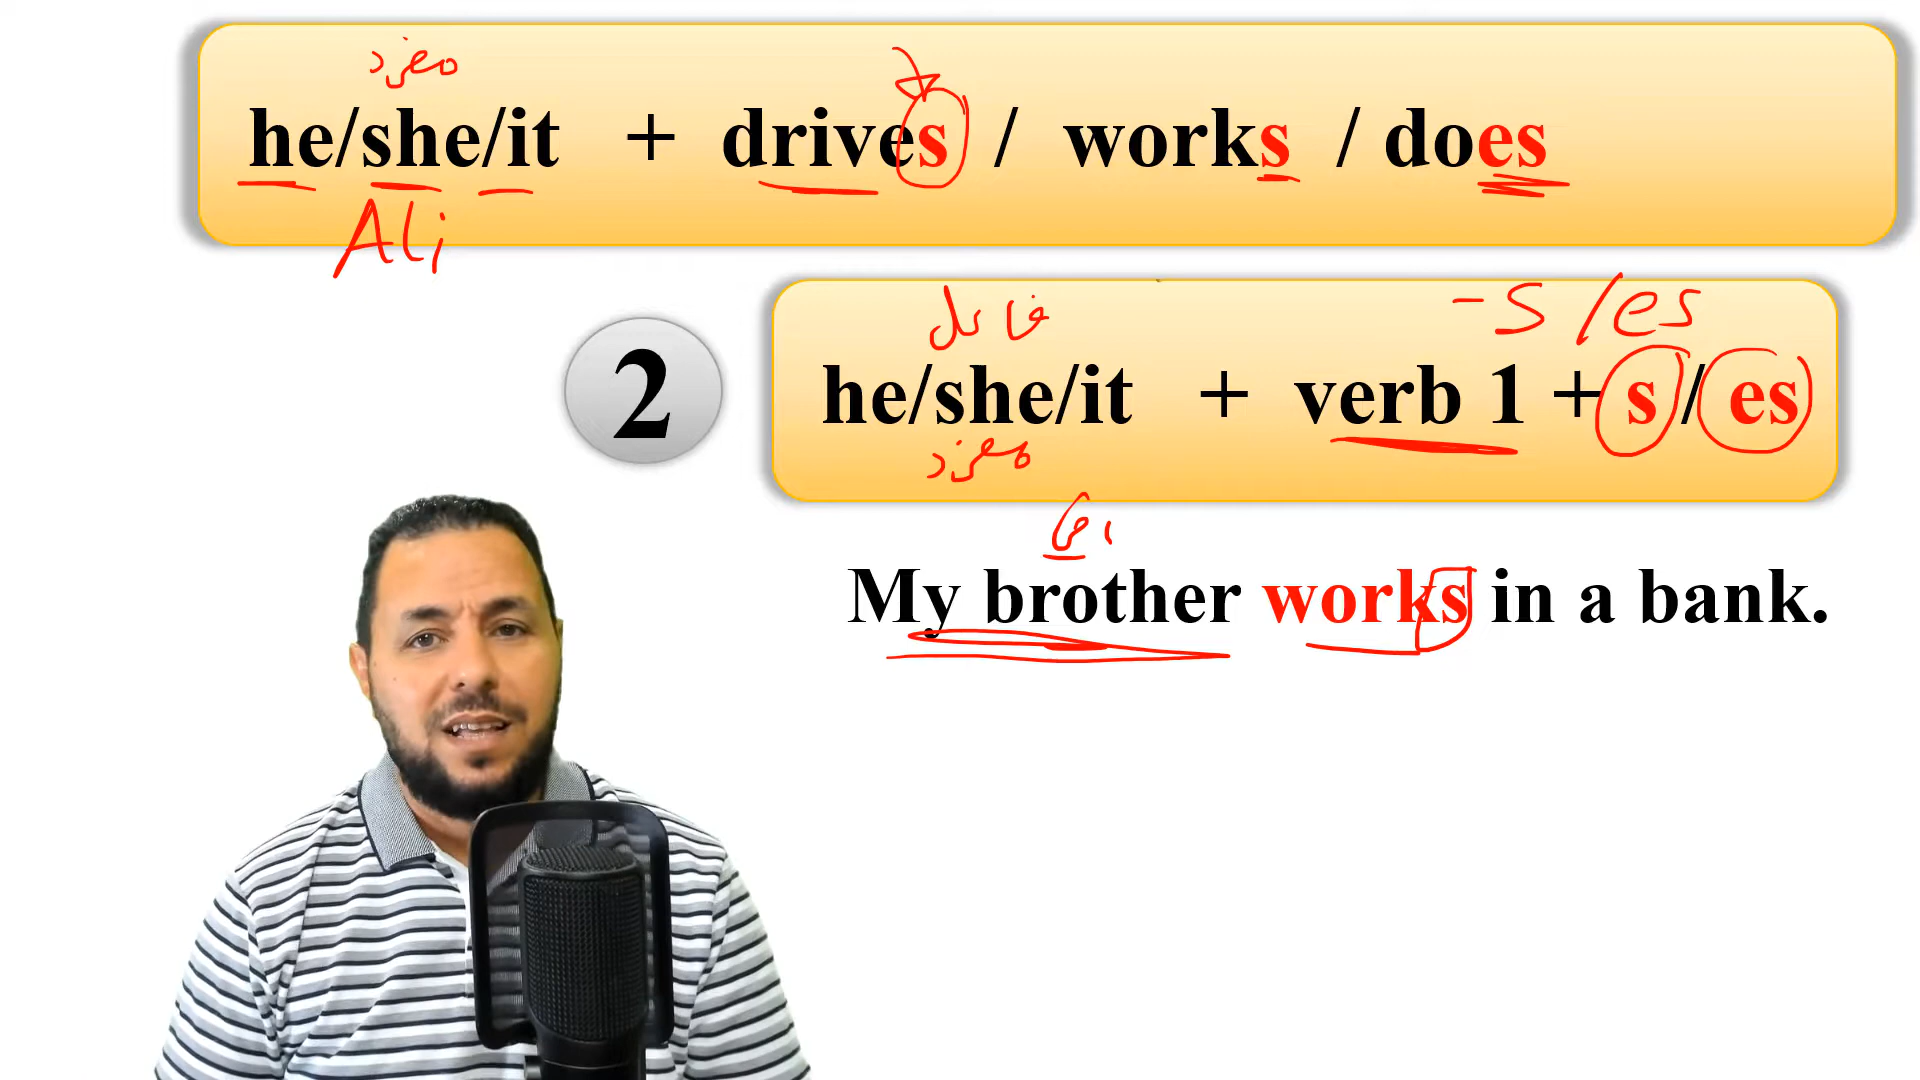 مفرد
he/she/it + drives / works / does
Ali
فاعل -s/es
2 he/she/it + verb 1 + s/es
مفرد
اخي
My brother works in a bank.